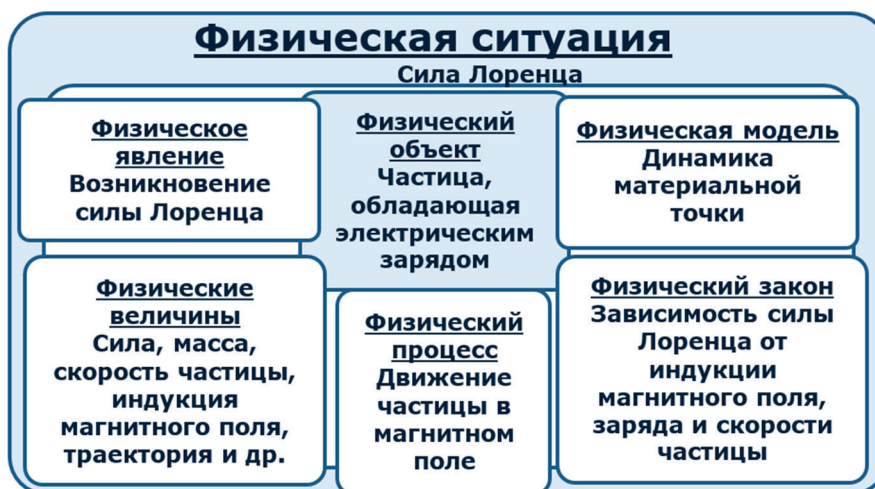 Физическая ситуация
Сила Лоренца
Физическое
явление
Возникновение
силы Лоренца
Физический
объект
Частица,
обладающая
электрическим
зарядом
Физическая модель
Динамика
материальной
точки
Физические
величины
Сила, масса,
скорость частицы,
индукция
магнитного поля,
траектория и др.
Физический
процесс
Движение
частицы в
магнитном
поле
Физический закон
Зависимость силы
Лоренца от
индукции
магнитного поля,
заряда и скорости
частицы